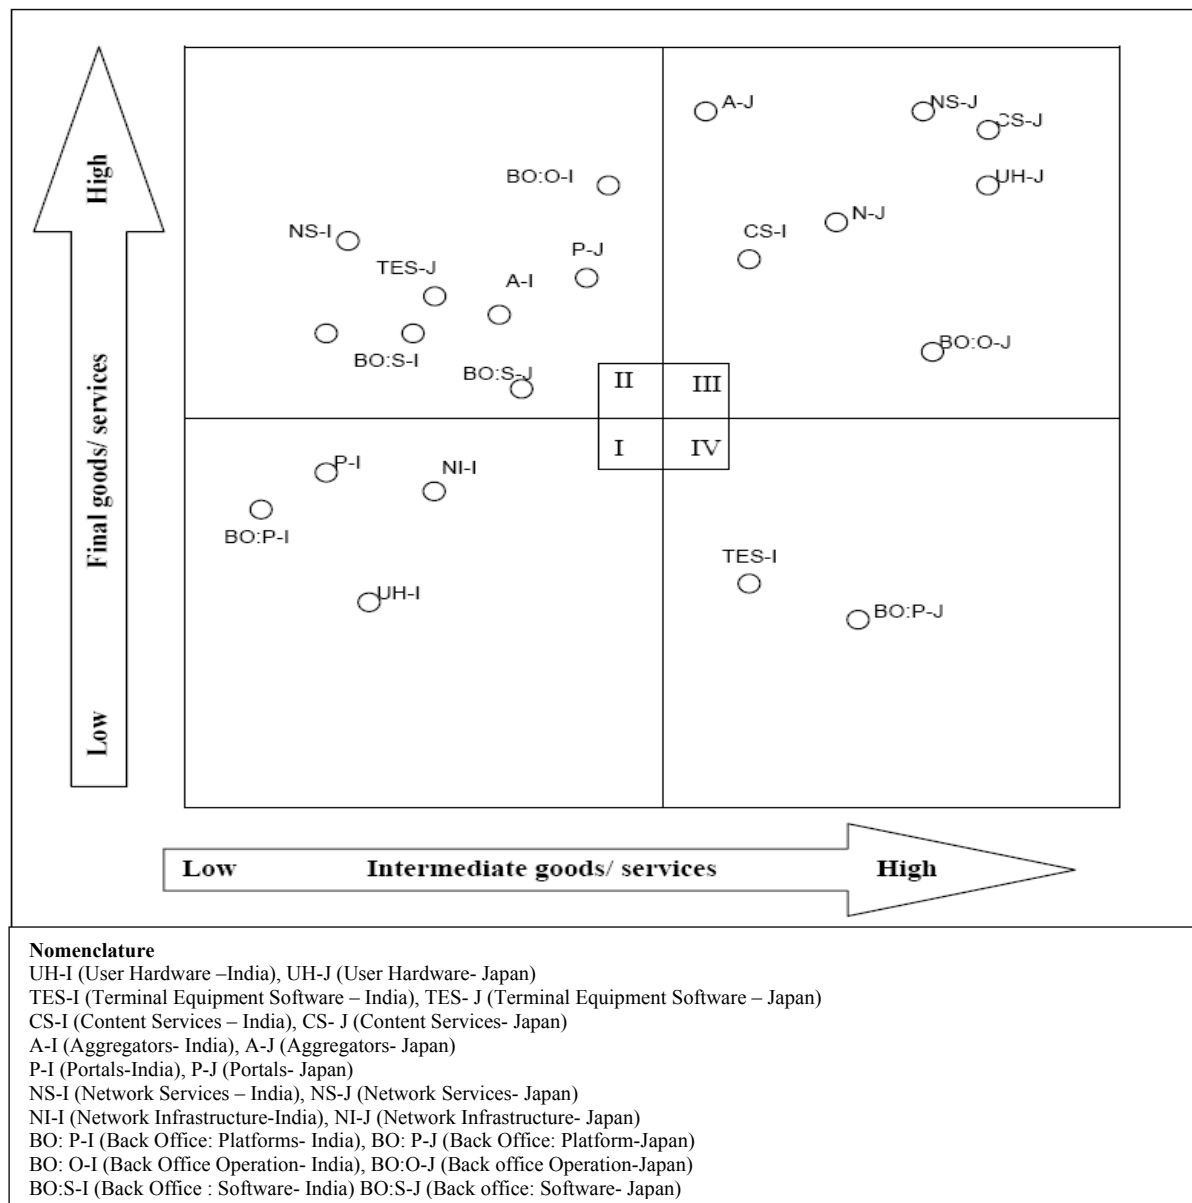 A-J
NS-J
CS-J
BO:O-I
UH-J
N-J
NS-I
CS-I
P-J
TES-J
A-I
BO:S-I
BO:O-J
BO:S-J
II
III
I
IV
P-I
NI-I
BO:P-I
TES-I
UH-I
BO:P-J
High
Final goods/ services
Low
Low Intermediate goods/ services High
Nomenclature
UH-I (User Hardware –India), UH-J (User Hardware- Japan)
TES-I (Terminal Equipment Software – India), TES- J (Terminal Equipment Software – Japan)
CS-I (Content Services – India), CS- J (Content Services- Japan)
A-I (Aggregators- India), A-J (Aggregators- Japan)
P-I (Portals-India), P-J (Portals- Japan)
NS-I (Network Services – India), NS-J (Network Services- Japan)
NI-I (Network Infrastructure-India), NI-J (Network Infrastructure- Japan)
BO: P-I (Back Office: Platforms- India), BO: P-J (Back Office: Platform-Japan)
BO: O-I (Back Office Operation- India), BO:O-J (Back office Operation-Japan)
BO:S-I (Back Office : Software- India) BO:S-J (Back office: Software- Japan)